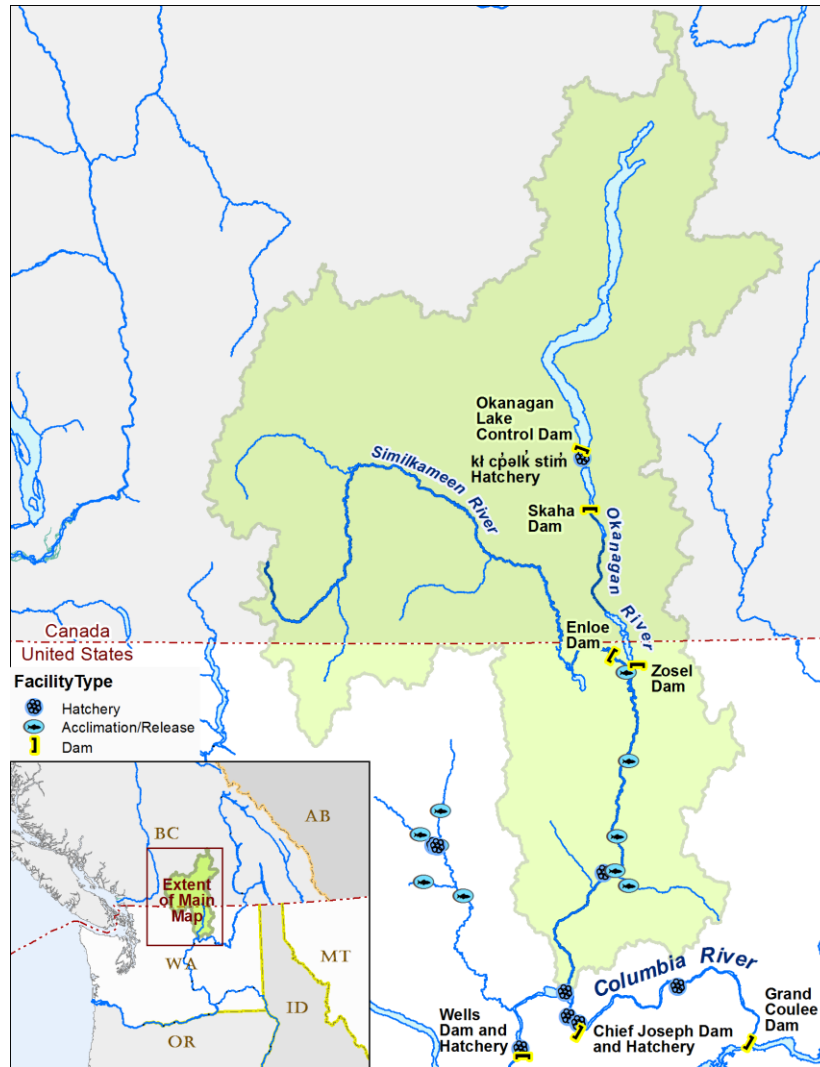 Okanagan
Lake
Control Dam
kł cp̓əlk̓ stim̓
Hatchery
Similkameen River
Skaha
Dam
Okanagan River
Canada
United States
Enloe
Dam
Zosel
Dam
FacilityType
Hatchery
Acclimation/Release
Dam
BC
AB
Extent
of Main
Map
WA
MT
ID
OR
Columbia River
Wells
Dam and
Hatchery
Chief Joseph Dam
and Hatchery
Grand
Coulee
Dam